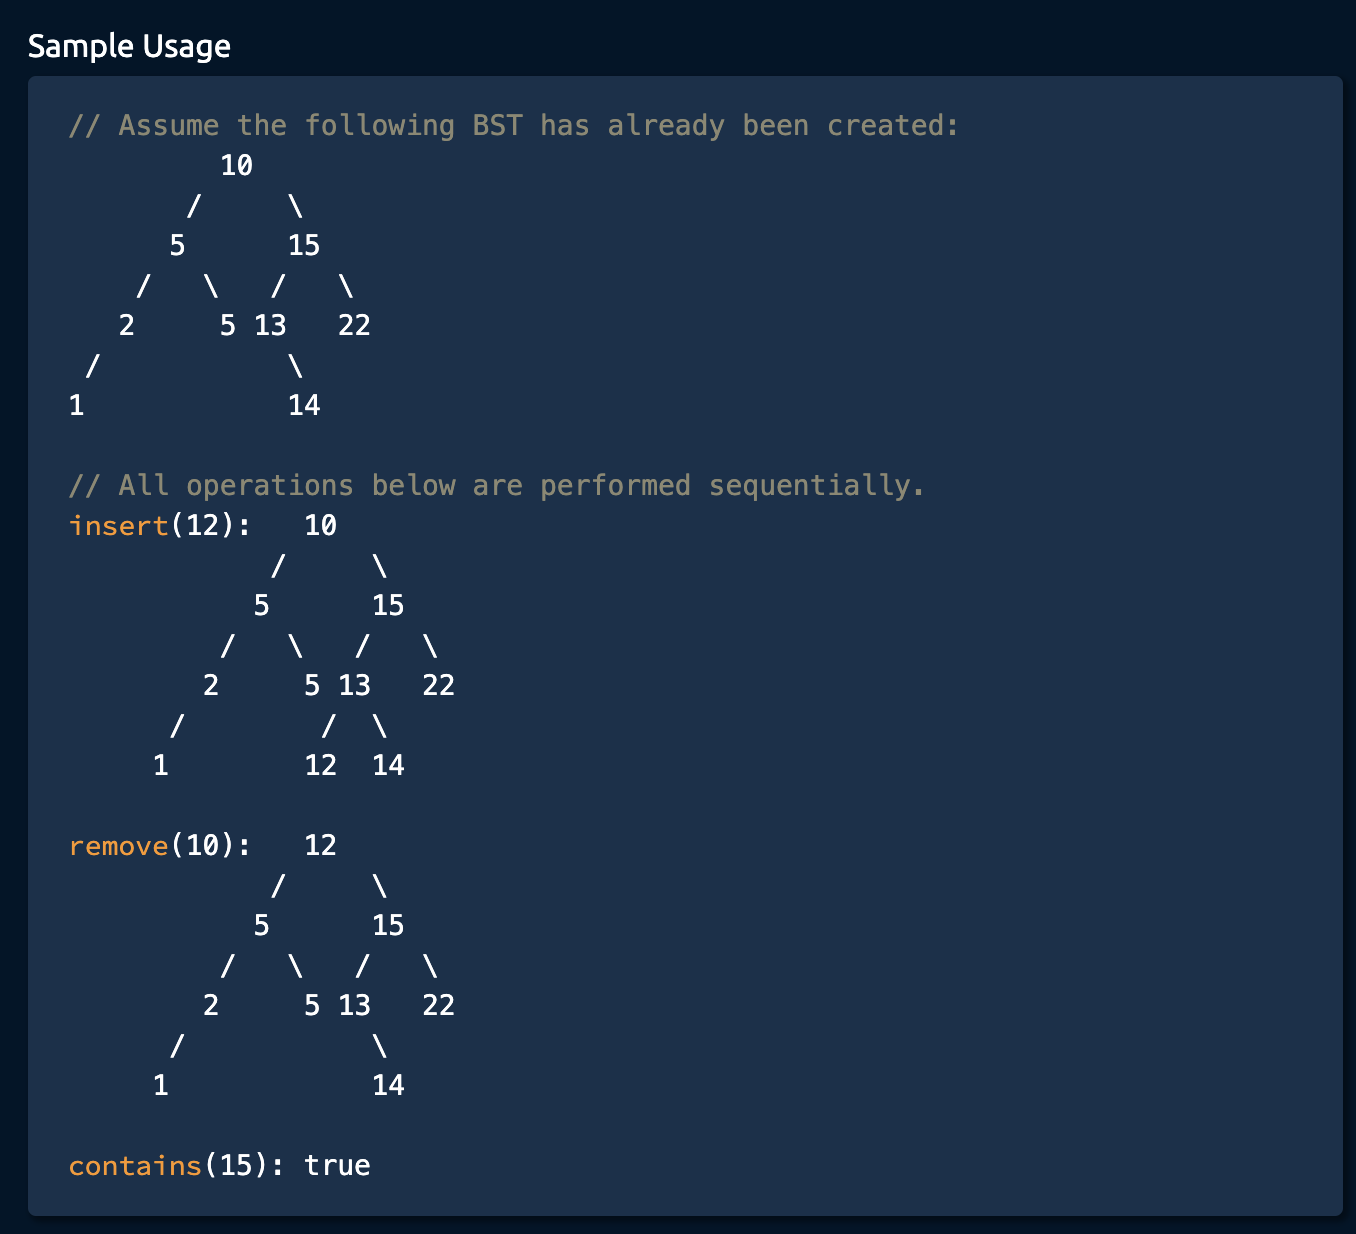 Sample Usage
// Assume the following BST has already been created:
         10
       /     \
      5      15
    /   \   /   \
   2     5 13   22
 /           \
1            14
// All operations below are performed sequentially.
insert(12):   10
            /     \
           5      15
         /   \   /   \
        2     5 13   22
      /        /  \
     1        12  14
remove(10):   12
            /     \
           5      15
         /   \   /   \
        2     5 13   22
      /           \
     1            14
contains(15): true